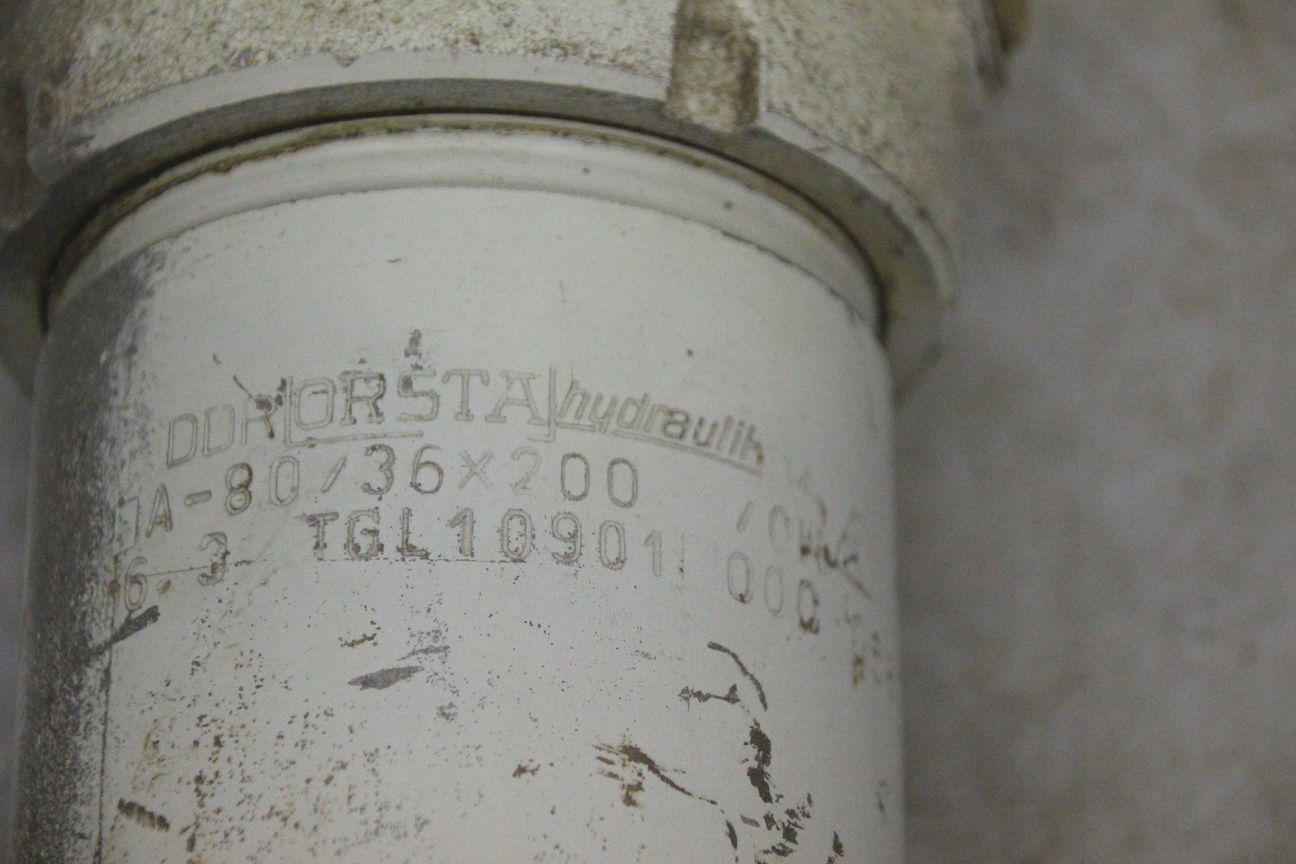 DDR ORSTA hydraulik
A-80/36×200
6.3 TGL 10901